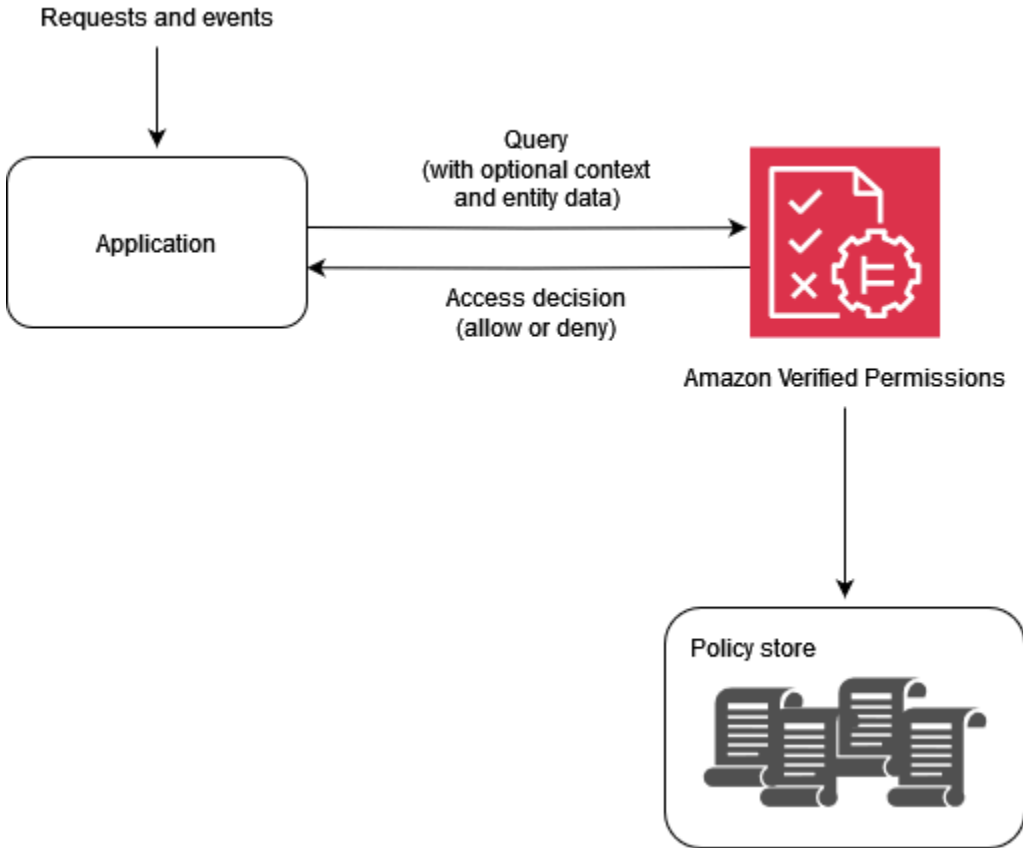 Requests and events
Query
(with optional context
and entity data)
Application
Access decision
(allow or deny)
Amazon Verified Permissions
Policy store